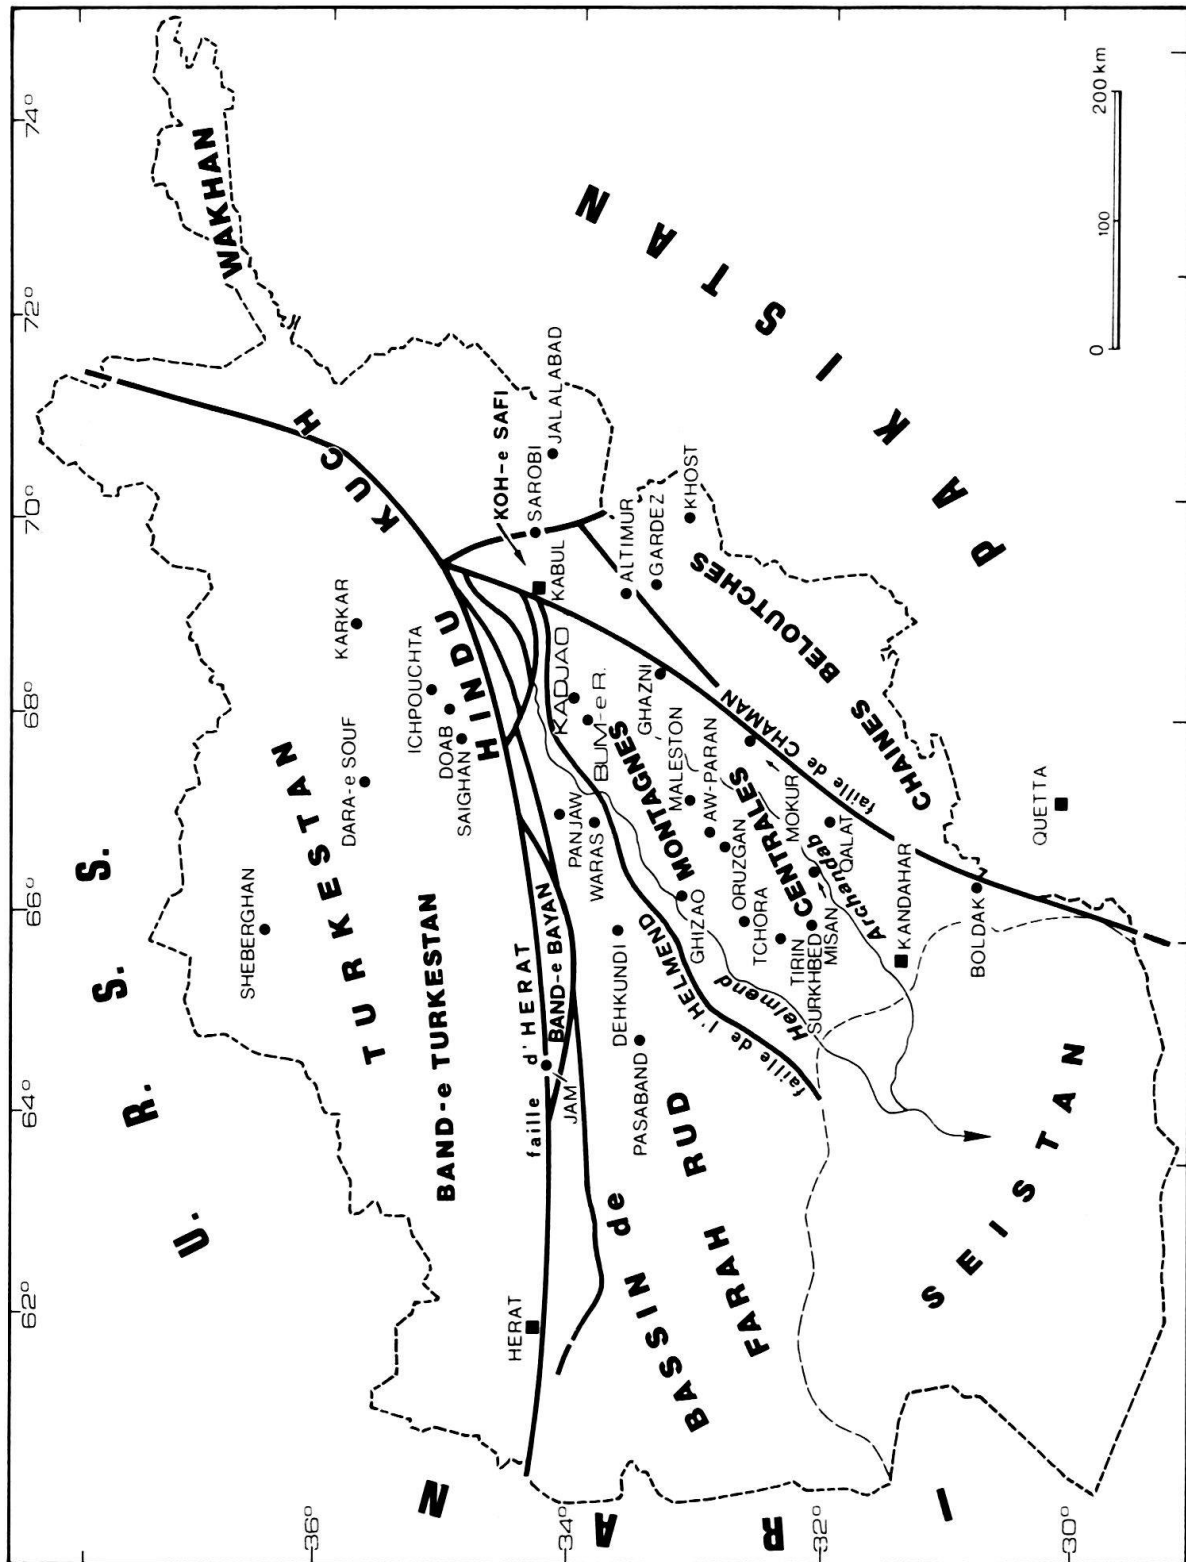 62°
64°
66°
68°
70°
72°
74°
36°
34°
32°
30°
U. R. S. S.
WAKHAN
TURKESTAN
SHEBERGHAN
DARA-e SOUF
KARKAR
ICHPOUCHTA
DOAB
SAIGHAN
BAND-e TURKESTAN
HINDU KUCH
KOH-e SAFI
SAROBI
JALALABAD
KABUL
HERAT
faille d'HERAT
BAND-e BAYAN
JAM
KADJAO
BUM-e R.
PANJAW
WARAS
ALTIMUR
GARDEZ
KHOST
GHAZNI
DEHKUNDI
PASABAND
BASSIN de
FARAH RUD
faille de l'HELMEND
Helmend
MONTAGNES
CENTRALES
MALESTON
AW-PARAN
GHIZAO
ORUZGAN
TCHORA
TIRIN
SURKHBED
MISAN
MOKUR
QALAT
Archandab
faille de CHAMAN
CHAINES BELOUTCHES
KANDAHAR
BOLDAK
QUETTA
SEISTAN
IRAN
PAKISTAN
0 100 200 km